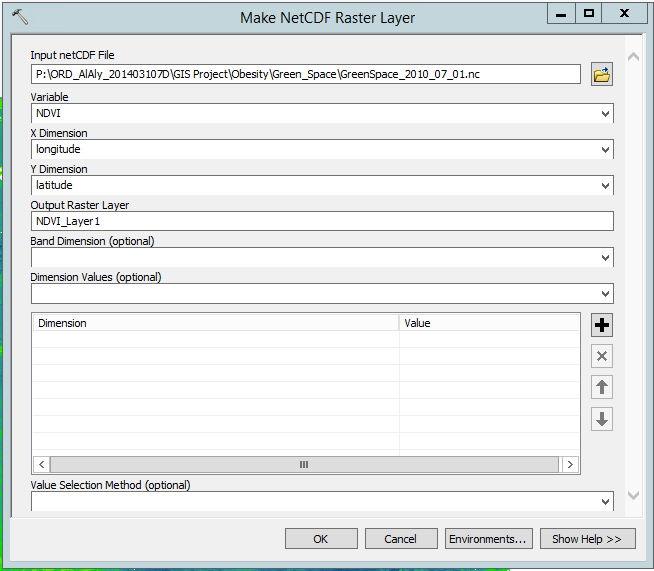 Make NetCDF Raster Layer
Input netCDF File
P:\ORD_AlAly_201403107D\GIS Project\Obesity\Green_Space\GreenSpace_2010_07_01.nc
Variable
NDVI
X Dimension
longitude
Y Dimension
latitude
Output Raster Layer
NDVI_Layer1
Band Dimension (optional)
Dimension Values (optional)
Dimension Value
Value Selection Method (optional)
OK Cancel Environments... Show Help >>